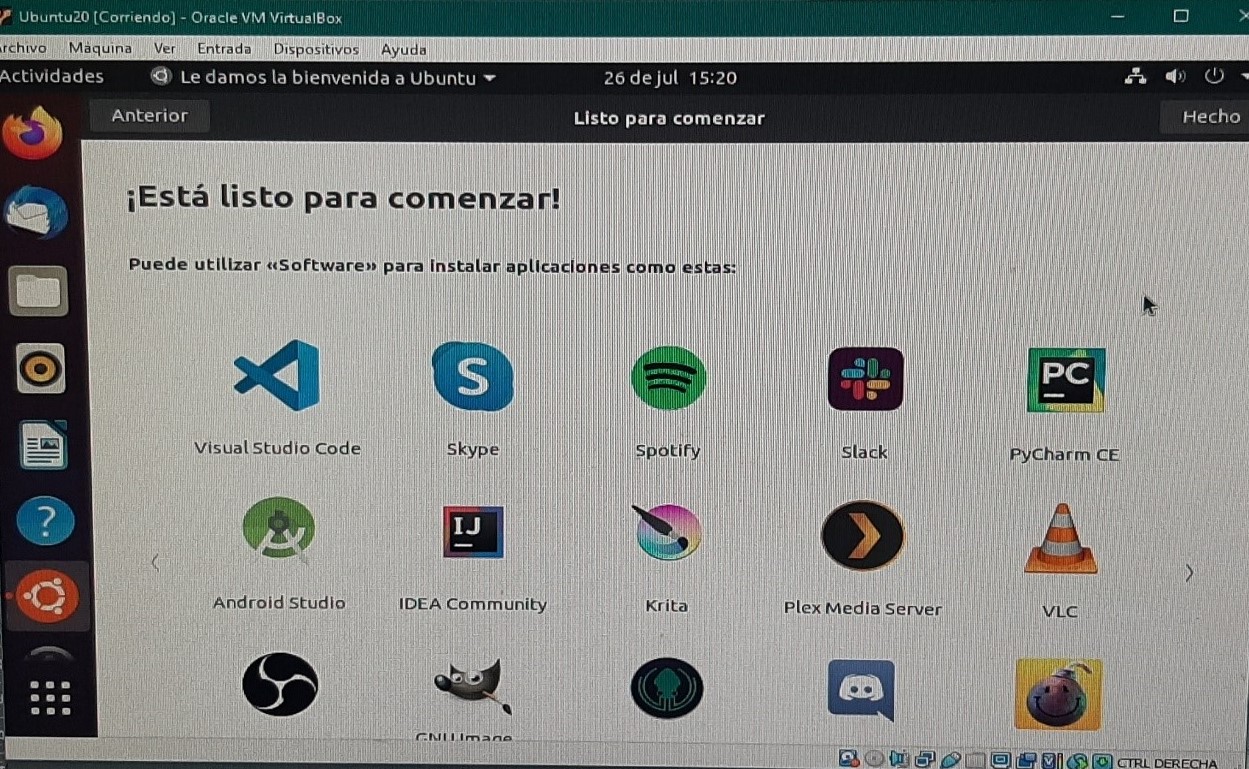 Ubuntu20 [Corriendo] - Oracle VM VirtualBox
Archivo Máquina Ver Entrada Dispositivos Ayuda
Actividades Le damos la bienvenida a Ubuntu 26 de jul 15:20
Anterior Listo para comenzar Hecho
¡Está listo para comenzar!
Puede utilizar «Software» para instalar aplicaciones como estas:
S PC
Visual Studio Code Skype Spotify Slack PyCharm CE
IJ
Android Studio IDEA Community Krita Plex Media Server VLC
GNU Image
CTRL DERECHA